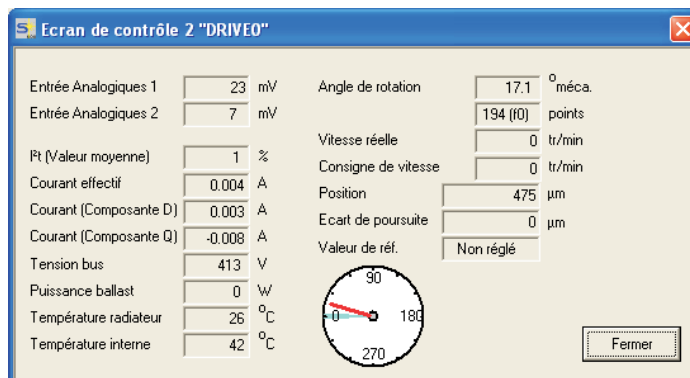 Ecran de contrôle 2 "DRIVE0"
Entrée Analogiques 1 23 mV
Entrée Analogiques 2 7 mV
I²t (Valeur moyenne) 1 %
Courant effectif 0.004 A
Courant (Composante D) 0.003 A
Courant (Composante Q) -0.008 A
Tension bus 413 V
Puissance ballast 0 W
Température radiateur 26 °C
Température interne 42 °C
Angle de rotation 17.1 °méca.
194 (f0) points
Vitesse réelle 0 tr/min
Consigne de vitesse 0 tr/min
Position 475 µm
Ecart de poursuite 0 µm
Valeur de réf. Non réglé
90
0 180
270
Fermer